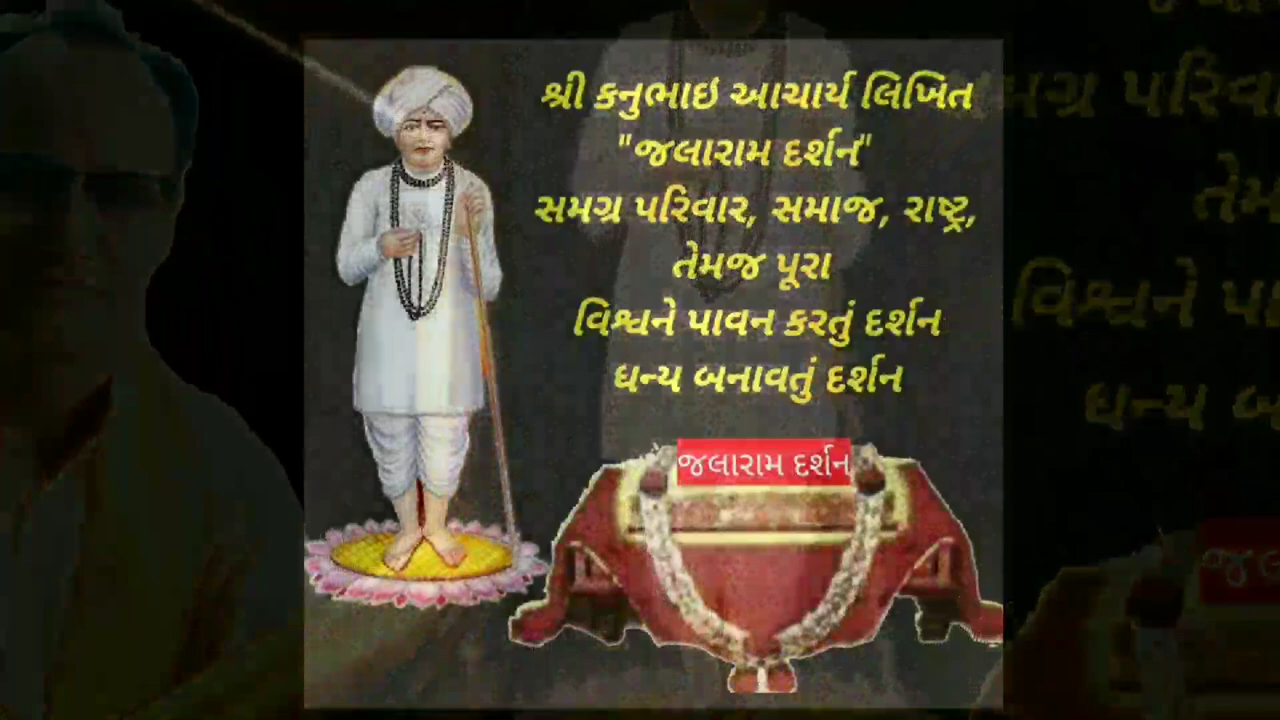 શ્રી કનુભાઇ આચાર્ય લિખિત
"જલારામ દર્શન"
સમગ્ર પરિવાર, સમાજ, રાષ્ટ્ર,
તેમજ પૂરા
વિશ્વને પાવન કરતું દર્શન
ધન્ય બનાવતું દર્શન
જલારામ દર્શન